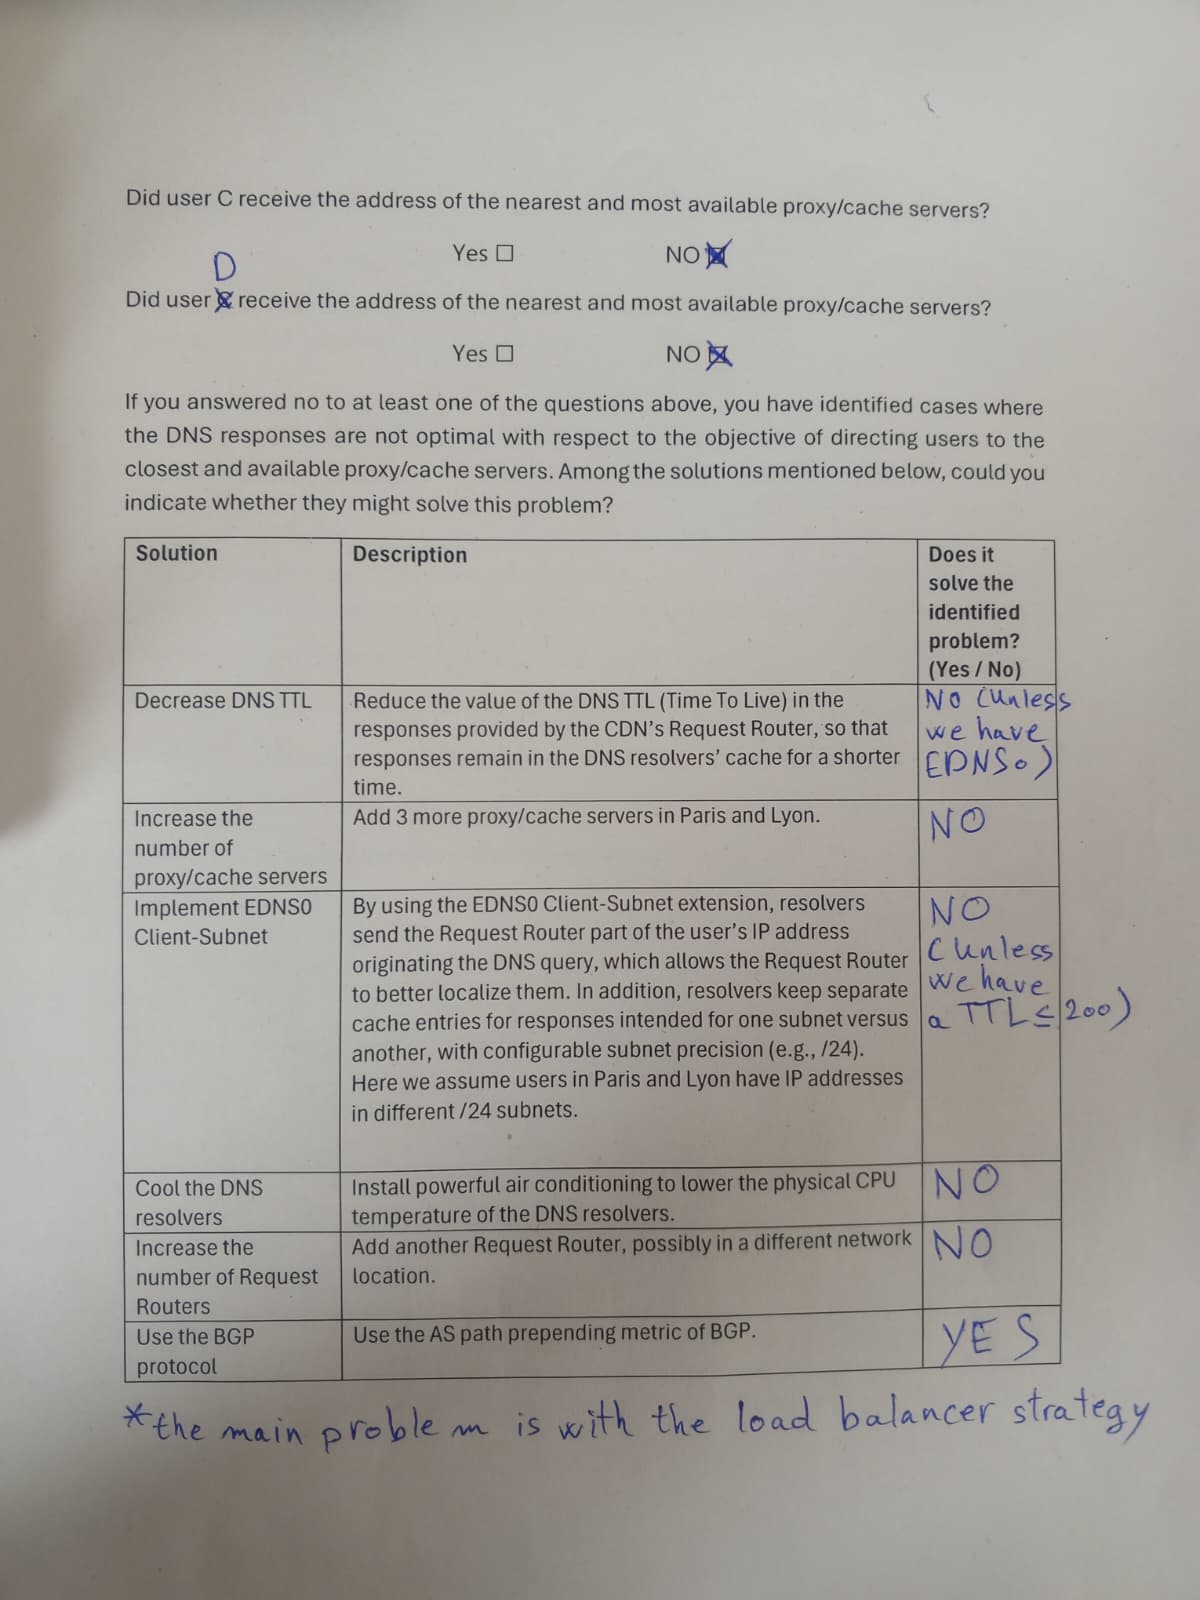 Did user C receive the address of the nearest and most available proxy/cache servers?
Yes ☐ NO ☒
D
Did user C receive the address of the nearest and most available proxy/cache servers?
Yes ☐ NO ☒
If you answered no to at least one of the questions above, you have identified cases where
the DNS responses are not optimal with respect to the objective of directing users to the
closest and available proxy/cache servers. Among the solutions mentioned below, could you
indicate whether they might solve this problem?
Solution
Description
Does it
solve the
identified
problem?
(Yes / No)
Decrease DNS TTL
Reduce the value of the DNS TTL (Time To Live) in the
responses provided by the CDN's Request Router, so that
responses remain in the DNS resolvers' cache for a shorter
time.
NO (unless
we have
EDNS0)
Increase the
number of
proxy/cache servers
Add 3 more proxy/cache servers in Paris and Lyon.
NO
Implement EDNS0
Client-Subnet
By using the EDNS0 Client-Subnet extension, resolvers
send the Request Router part of the user's IP address
originating the DNS query, which allows the Request Router
to better localize them. In addition, resolvers keep separate
cache entries for responses intended for one subnet versus
another, with configurable subnet precision (e.g., /24).
Here we assume users in Paris and Lyon have IP addresses
in different /24 subnets.
NO
(unless
we have
a TTL ≤ 200)
Cool the DNS
resolvers
Install powerful air conditioning to lower the physical CPU
temperature of the DNS resolvers.
NO
Increase the
number of Request
Routers
Add another Request Router, possibly in a different network
location.
NO
Use the BGP
protocol
Use the AS path prepending metric of BGP.
YES
*the main problem is with the load balancer strategy